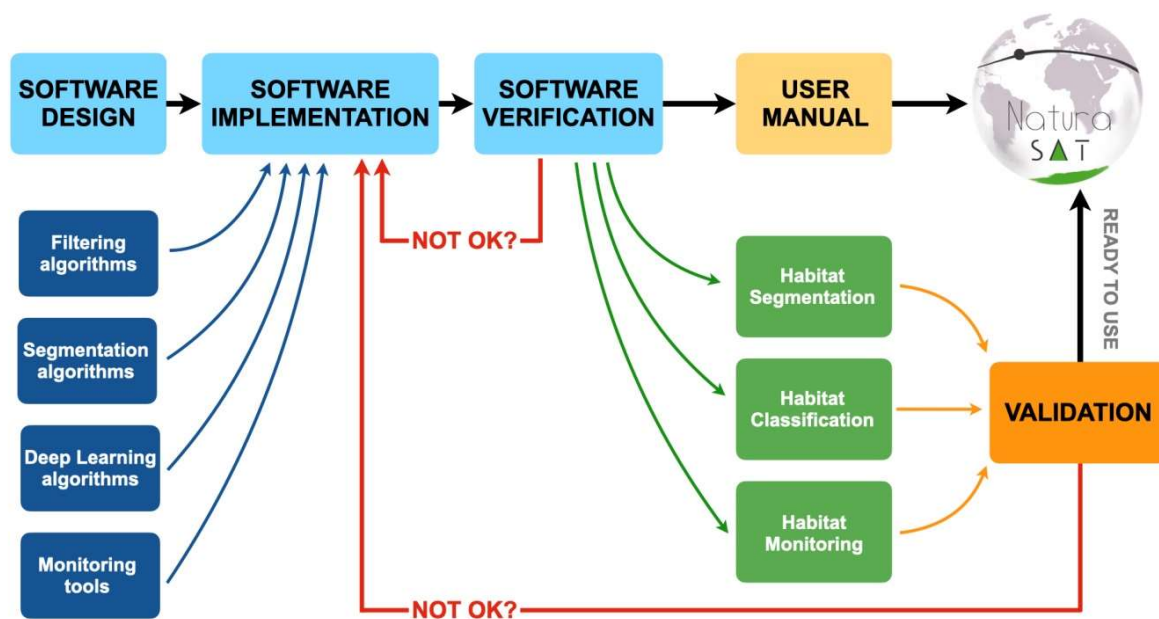 SOFTWARE
DESIGN
SOFTWARE
IMPLEMENTATION
SOFTWARE
VERIFICATION
USER
MANUAL
Natura
SAT
Filtering
algorithms
Segmentation
algorithms
Deep Learning
algorithms
Monitoring
tools
NOT OK?
Habitat
Segmentation
Habitat
Classification
Habitat
Monitoring
READY TO USE
VALIDATION
NOT OK?